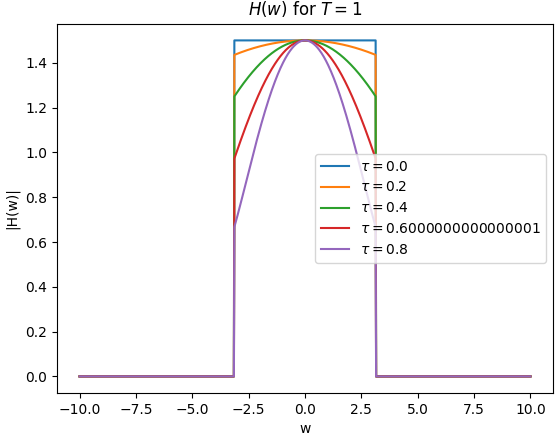 H(w) for T = 1
|H(w)|
1.4
1.2
1.0
0.8
0.6
0.4
0.2
0.0
τ = 0.0
τ = 0.2
τ = 0.4
τ = 0.6000000000000001
τ = 0.8
−10.0 −7.5 −5.0 −2.5 0.0 2.5 5.0 7.5 10.0
w